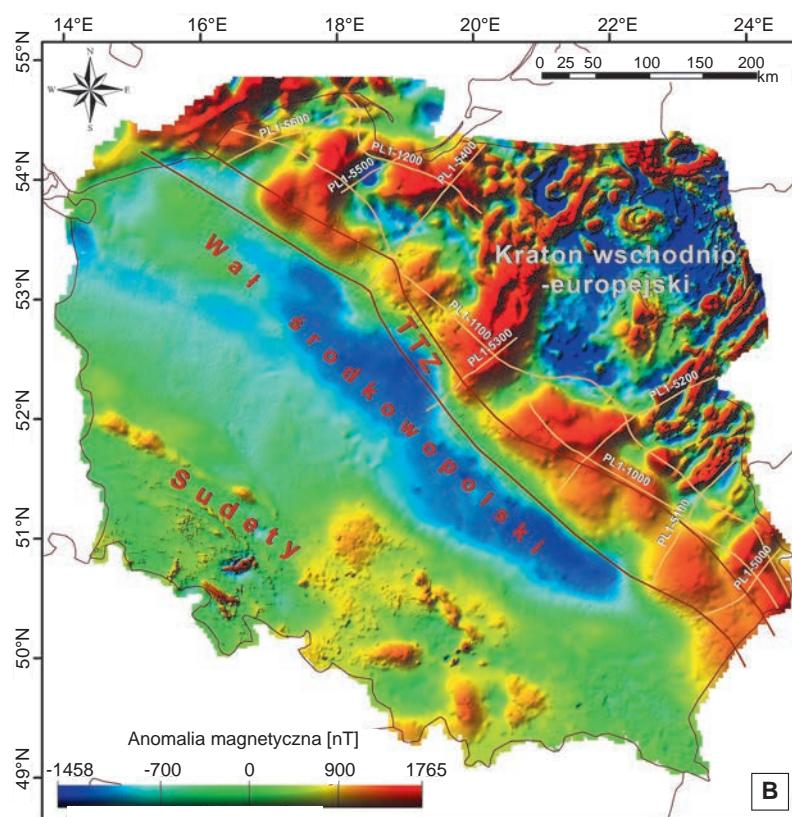 14°E 16°E 18°E 20°E 22°E 24°E
55°N
N
W E
S
0 25 50 100 150 200
km
PL1-5600
PL1-1200
PL1-5400
PL1-5500
54°N
Kraton wschodnio
-europejski
Wał środkowopolski
53°N
PL1-1100
TTZ
PL1-5300
PL1-5200
52°N
Sudety
PL1-1000
51°N
PL1-5100
PL1-5000
50°N
Anomalia magnetyczna [nT]
-1458 -700 0 900 1765
49°N
B